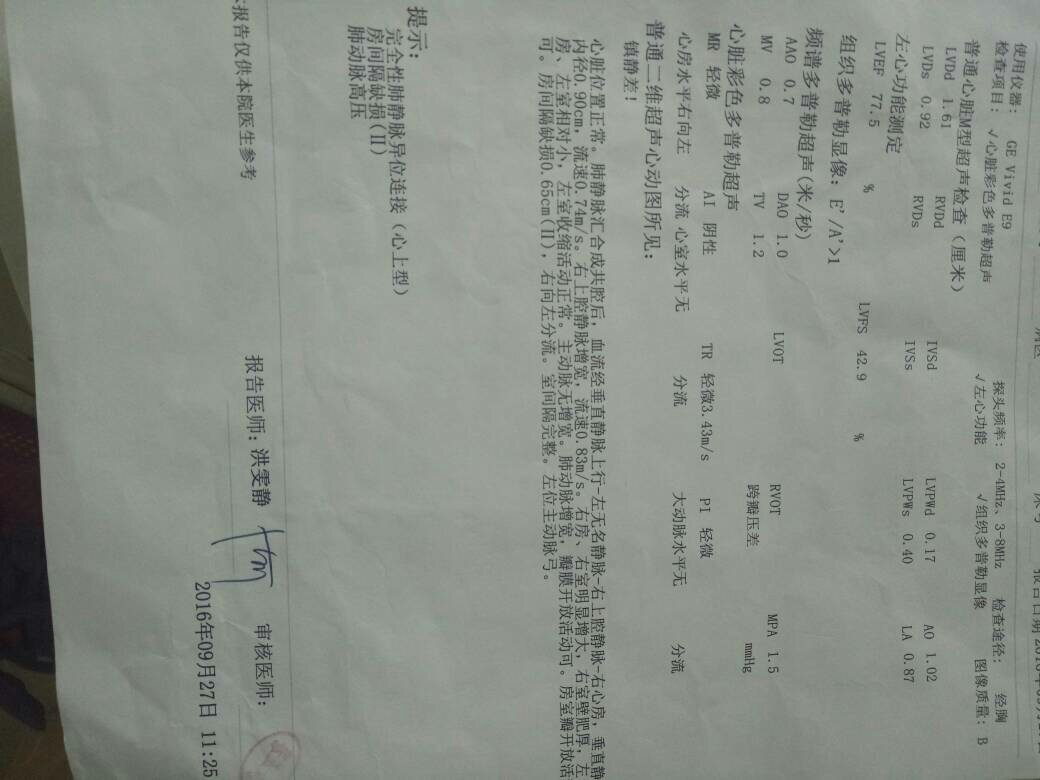 报告日期
使用仪器： GE Vivid E9 探头频率： 2-4MHz、3-8MHz 检查途径： 经胸
检查项目：√心脏彩色多普勒超声 √左心功能 √组织多普勒显像 图像质量：B
普通心脏M型超声检查(厘米)
LVDd 1.61 RVDd IVSd LVPWd 0.17 AO 1.02
LVDs 0.92 RVDs IVSs LVPWs 0.40 LA 0.87
左心功能测定
LVEF 77.5 % LVFS 42.9 %
组织多普勒显像：E'/A'>1
频谱多普勒超声(米/秒)
AAO 0.7 DAO 1.0 LVOT RVOT MPA 1.5
MV 0.8 TV 1.2 跨瓣压差 mmHg
心脏彩色多普勒超声
MR 轻微 AI 阴性 TR 轻微3.43m/s PI 轻微
心房水平右向左 分流 心室水平无 分流 大动脉水平无 分流
普通二维超声心动图所见：
镇静差！
心脏位置正常。肺静脉汇合成共腔后，血流经垂直静脉上行-左无名静脉-右上腔静脉-右心房，垂直静
内径0.90cm，流速0.74m/s。右上腔静脉增宽，流速0.83m/s。右房、右室明显增大，右室壁肥厚，左
房、左室相对小，左室收缩活动正常。主动脉无增宽。肺动脉增宽，瓣膜开放活动可。房室瓣开放活
可。房间隔缺损0.65cm(II)，右向左分流。室间隔完整。左位主动脉弓。
提示：
完全性肺静脉异位连接(心上型)
房间隔缺损(II)
肺动脉高压
报告医师：洪雯静 审核医师：
2016年09月27日 11:25
报告仅供本院医生参考